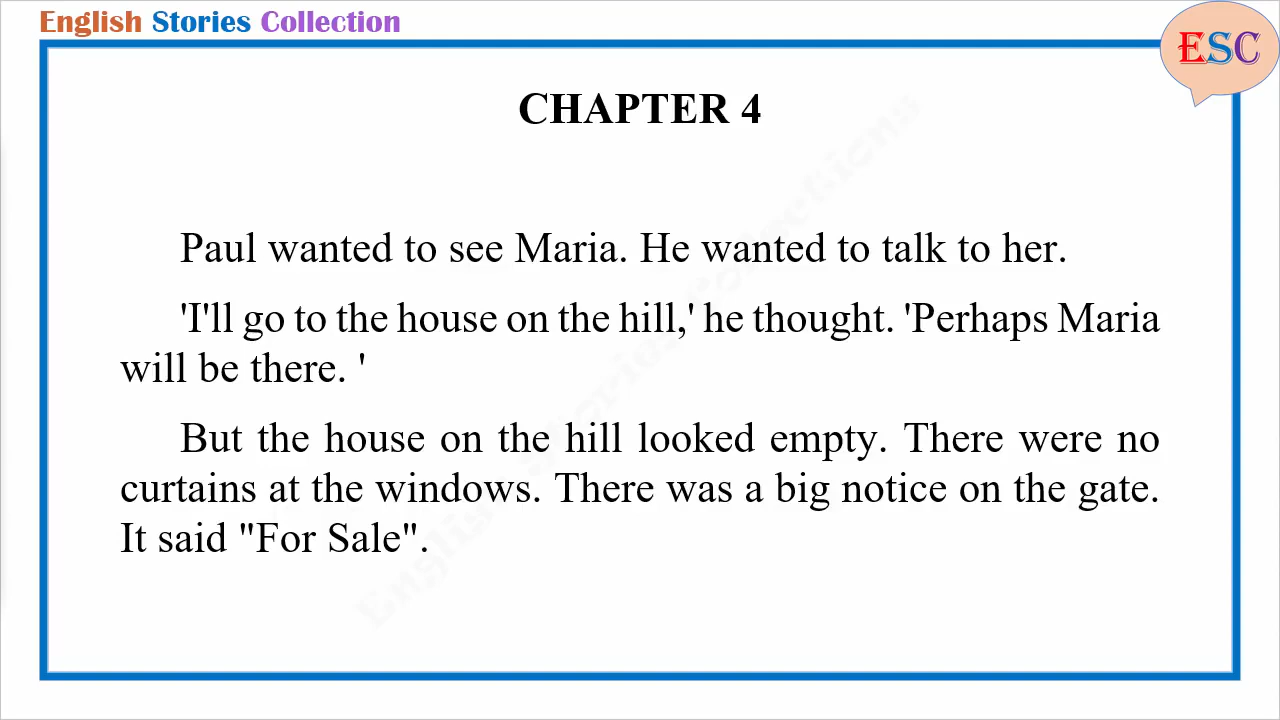 English Stories Collection
ESC
CHAPTER 4
Paul wanted to see Maria. He wanted to talk to her.
'I'll go to the house on the hill,' he thought. 'Perhaps Maria
will be there. '
But the house on the hill looked empty. There were no
curtains at the windows. There was a big notice on the gate.
It said "For Sale".
English Stories Collections